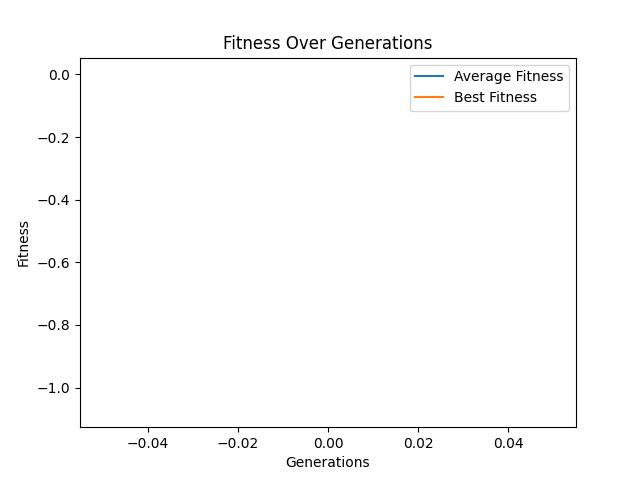 Fitness Over Generations
Average Fitness
Best Fitness
0.0
−0.2
−0.4
−0.6
−0.8
−1.0
Fitness
−0.04
−0.02
0.00
0.02
0.04
Generations